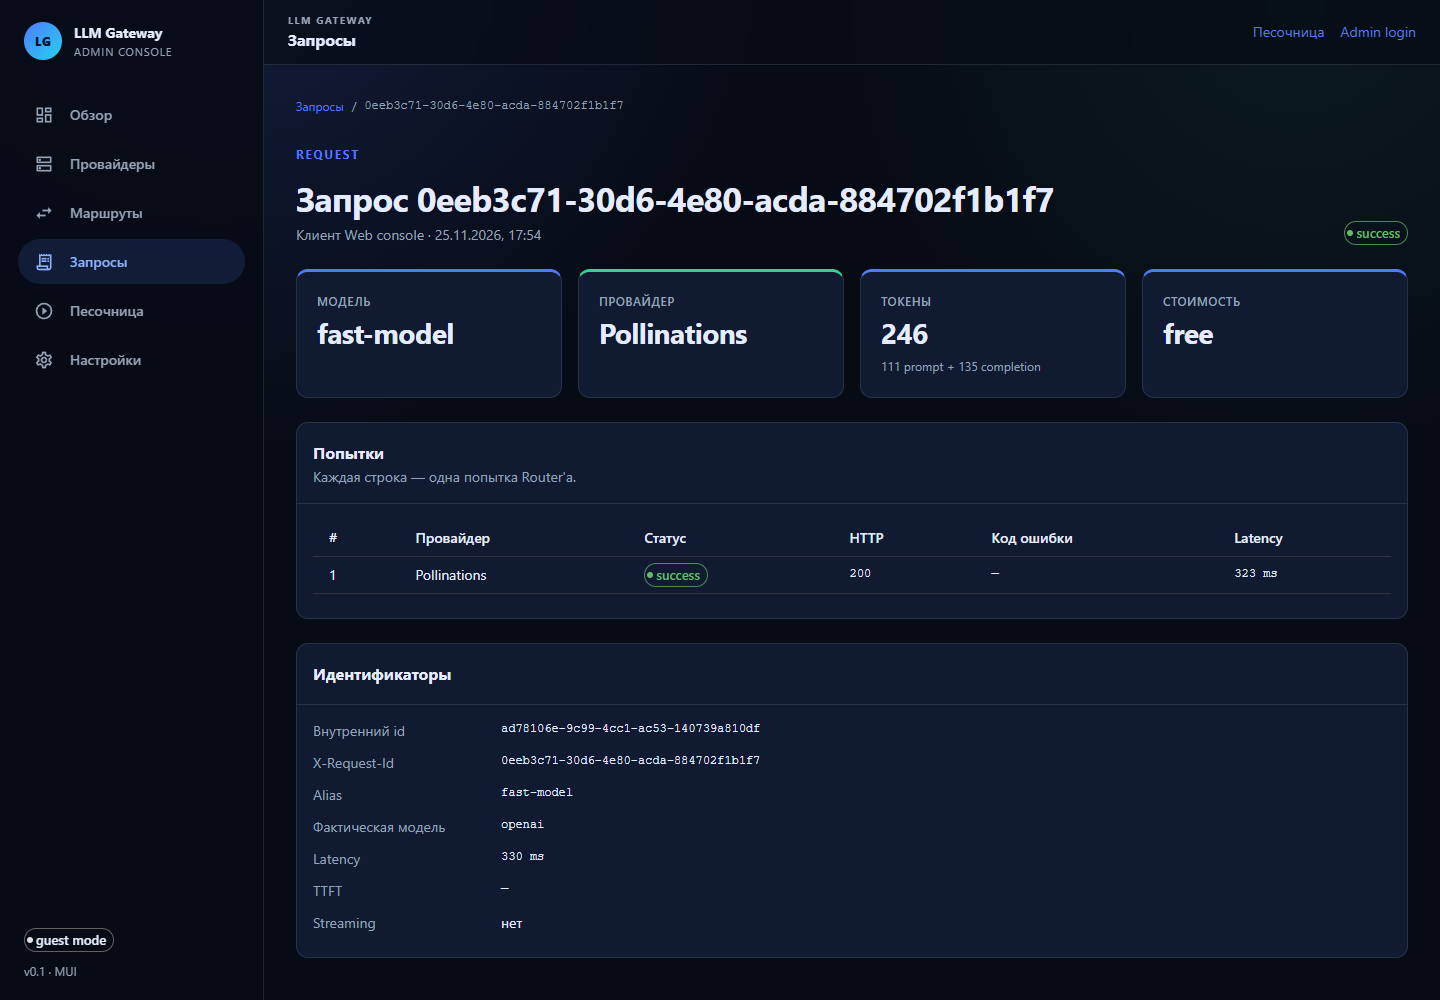 LG
LLM Gateway
ADMIN CONSOLE
Обзор
Провайдеры
Маршруты
Запросы
Песочница
Настройки
guest mode
v0.1 · MUI
LLM GATEWAY
Запросы
Песочница
Admin login
Запросы / 0eeb3c71-30d6-4e80-acda-884702f1b1f7
REQUEST
Запрос 0eeb3c71-30d6-4e80-acda-884702f1b1f7
Клиент Web console · 25.11.2026, 17:54
success
МОДЕЛЬ
fast-model
ПРОВАЙДЕР
Pollinations
ТОКЕНЫ
246
111 prompt + 135 completion
СТОИМОСТЬ
free
Попытки
Каждая строка — одна попытка Router'а.
# Провайдер Статус HTTP Код ошибки Latency
1 Pollinations success 200 — 323 ms
Идентификаторы
Внутренний id ad78106e-9c99-4cc1-ac53-140739a810df
X-Request-Id 0eeb3c71-30d6-4e80-acda-884702f1b1f7
Alias fast-model
Фактическая модель openai
Latency 330 ms
TTFT —
Streaming нет